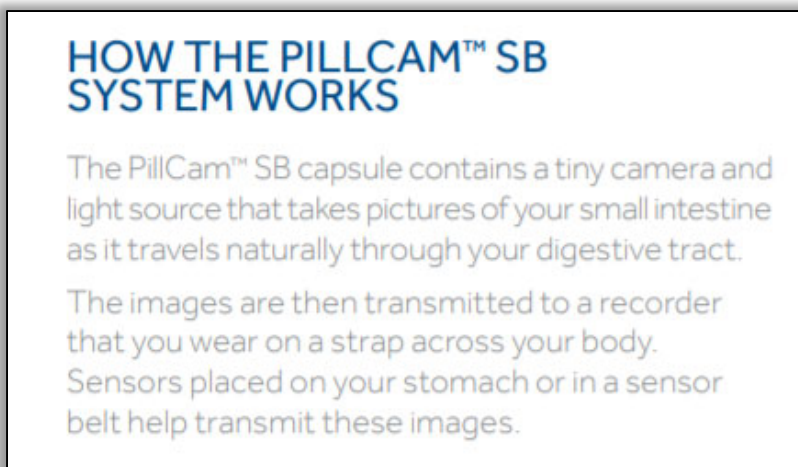 HOW THE PILLCAM™ SB
SYSTEM WORKS
The PillCam™ SB capsule contains a tiny camera and
light source that takes pictures of your small intestine
as it travels naturally through your digestive tract.
The images are then transmitted to a recorder
that you wear on a strap across your body.
Sensors placed on your stomach or in a sensor
belt help transmit these images.